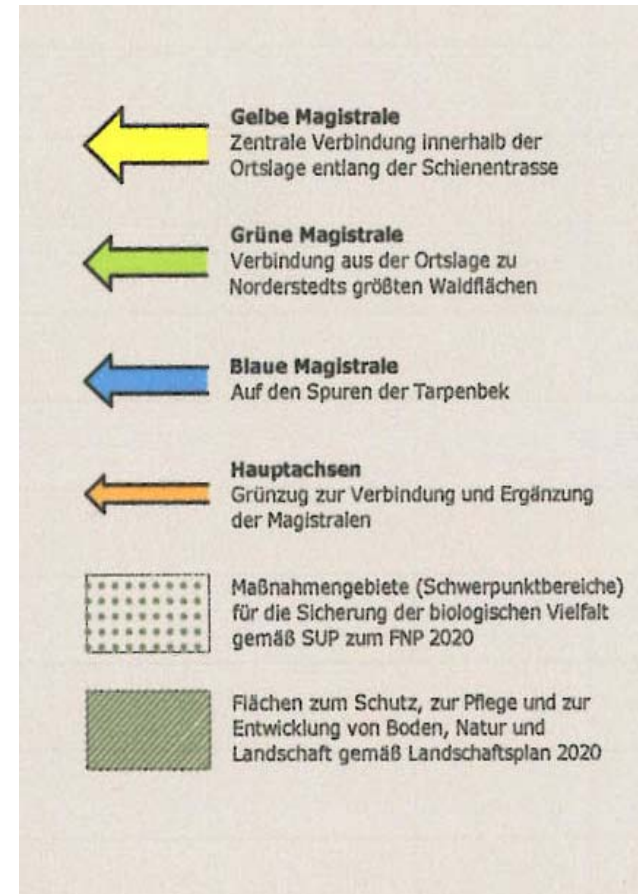 Gelbe Magistrale
Zentrale Verbindung innerhalb der
Ortslage entlang der Schienentrasse
Grüne Magistrale
Verbindung aus der Ortslage zu
Norderstedts größten Waldflächen
Blaue Magistrale
Auf den Spuren der Tarpenbek
Hauptachsen
Grünzug zur Verbindung und Ergänzung
der Magistralen
Maßnahmengebiete (Schwerpunktbereiche)
für die Sicherung der biologischen Vielfalt
gemäß SUP zum FNP 2020
Flächen zum Schutz, zur Pflege und zur
Entwicklung von Boden, Natur und
Landschaft gemäß Landschaftsplan 2020